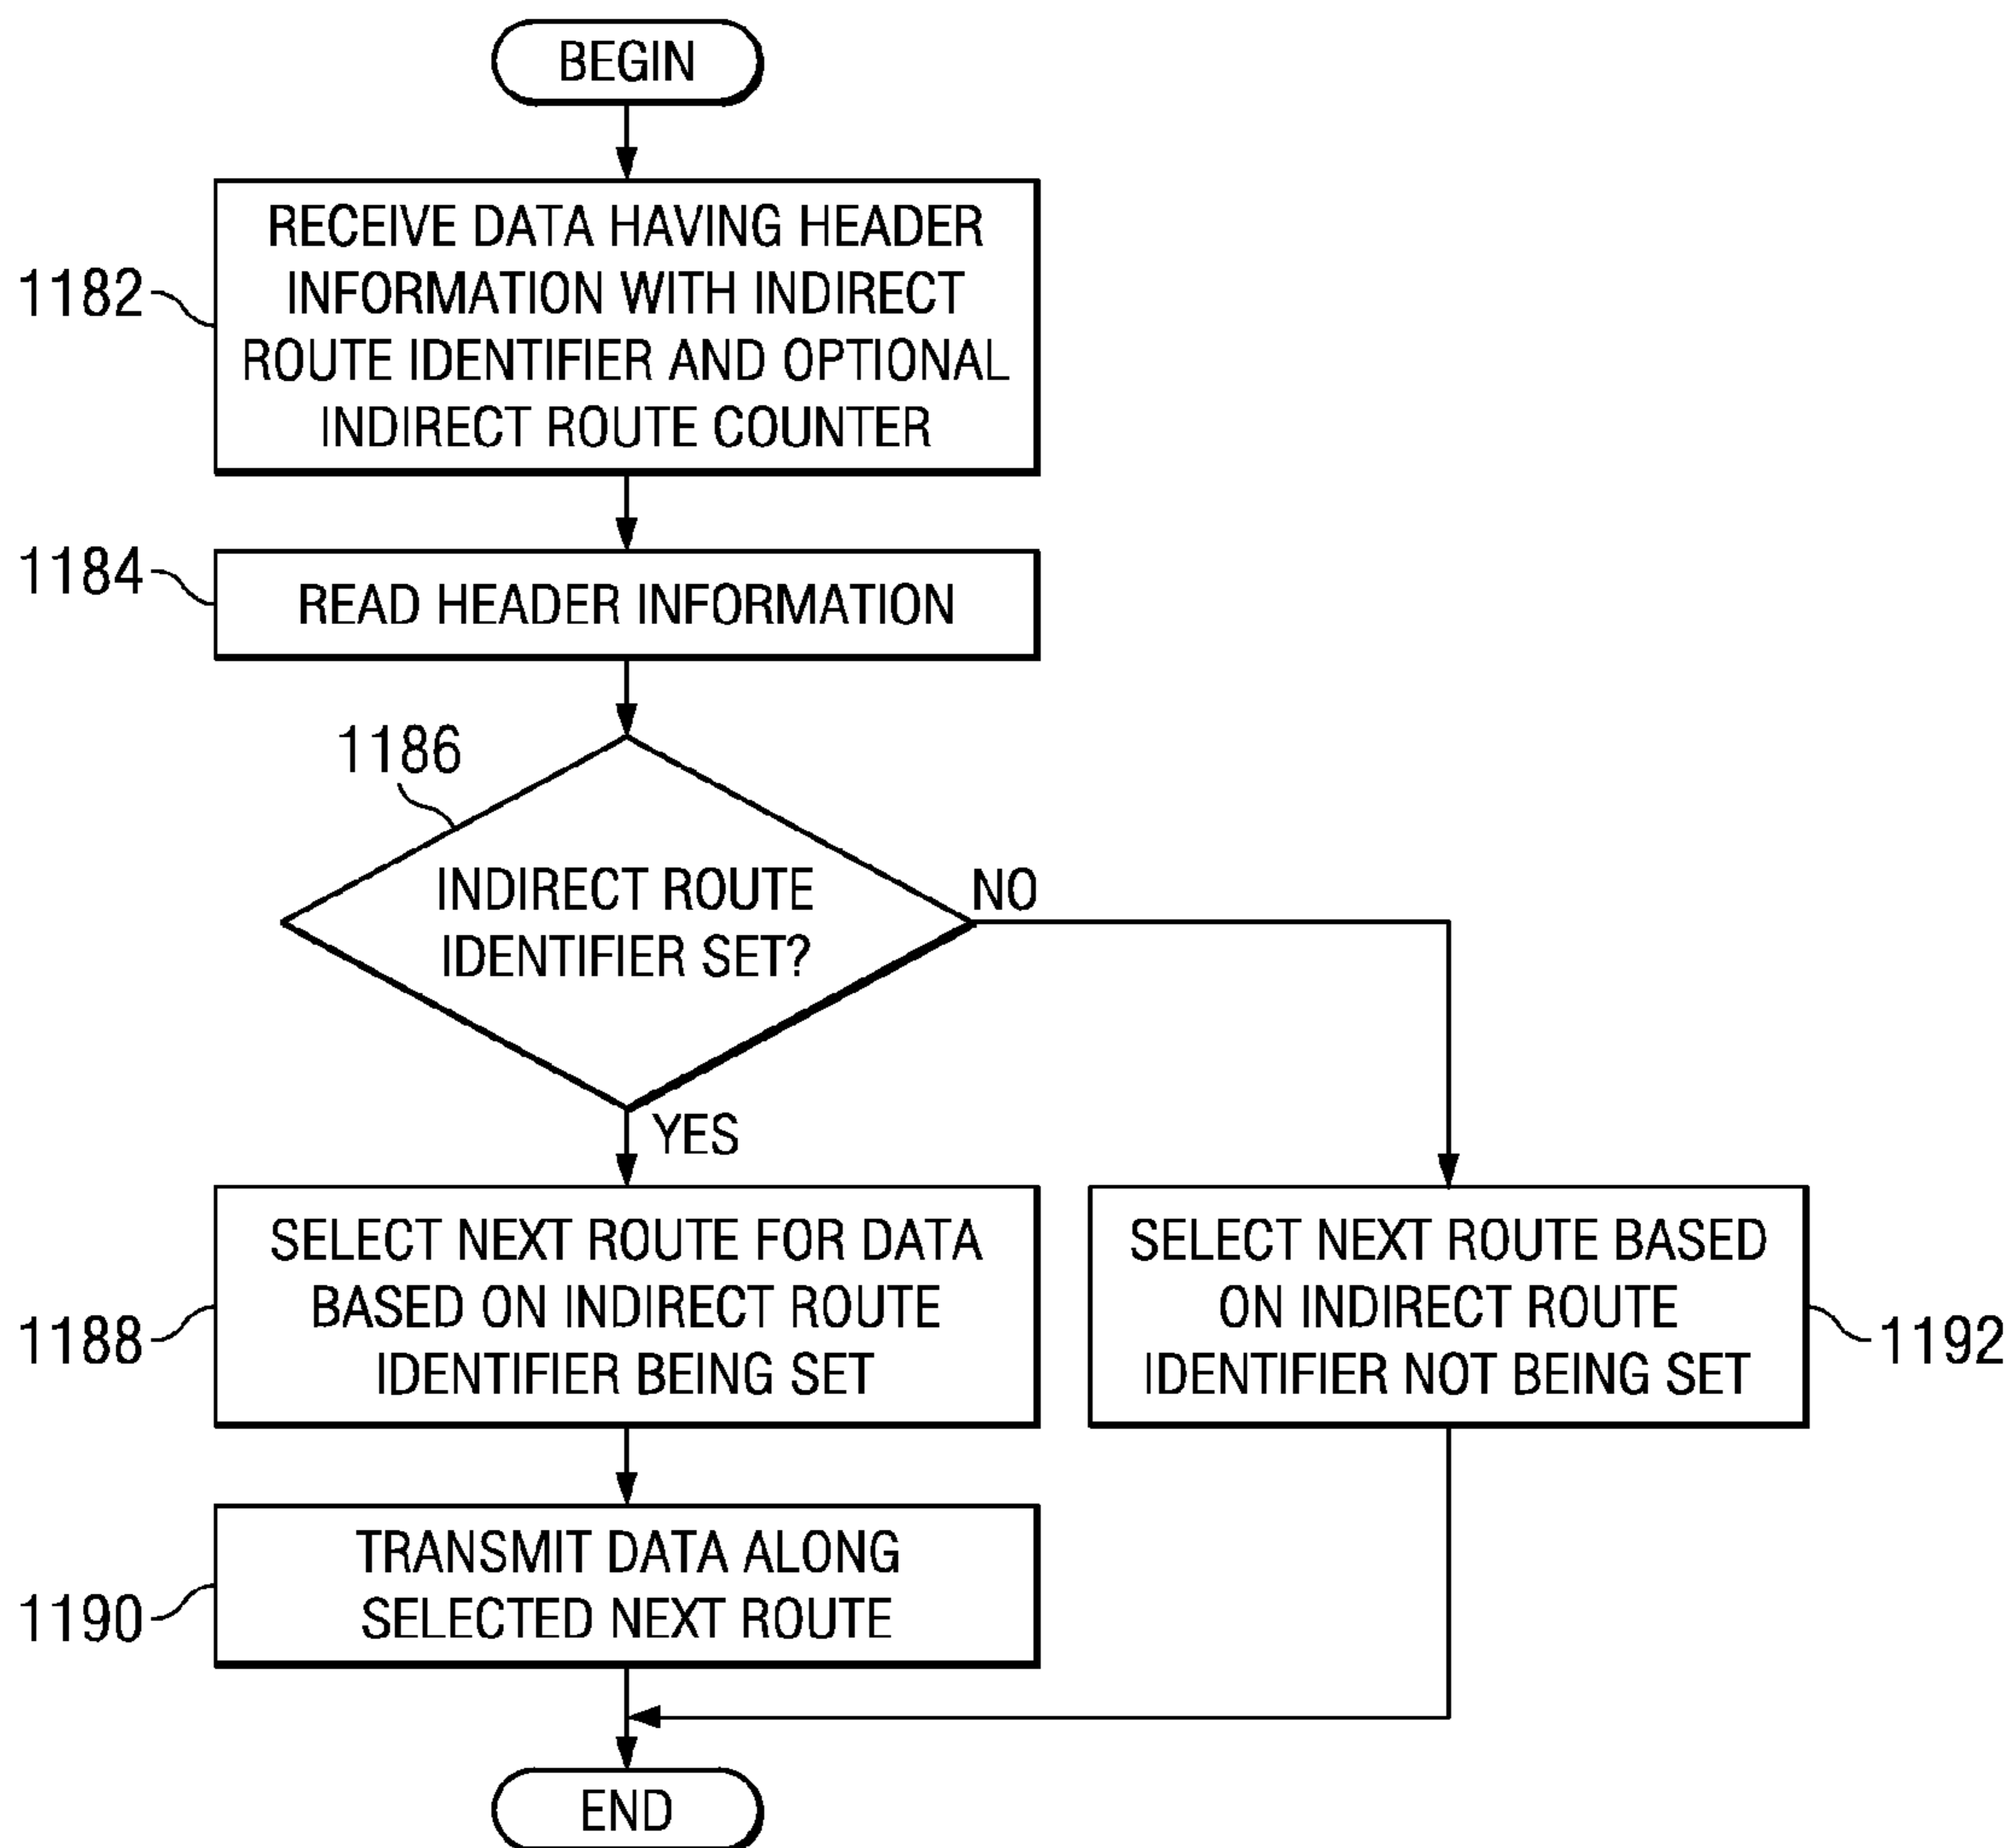 BEGIN
1182
RECEIVE DATA HAVING HEADER
INFORMATION WITH INDIRECT
ROUTE IDENTIFIER AND OPTIONAL
INDIRECT ROUTE COUNTER
1184
READ HEADER INFORMATION
1186
INDIRECT ROUTE
IDENTIFIER SET?
NO
YES
1188
SELECT NEXT ROUTE FOR DATA
BASED ON INDIRECT ROUTE
IDENTIFIER BEING SET
SELECT NEXT ROUTE BASED
ON INDIRECT ROUTE
IDENTIFIER NOT BEING SET
1192
1190
TRANSMIT DATA ALONG
SELECTED NEXT ROUTE
END